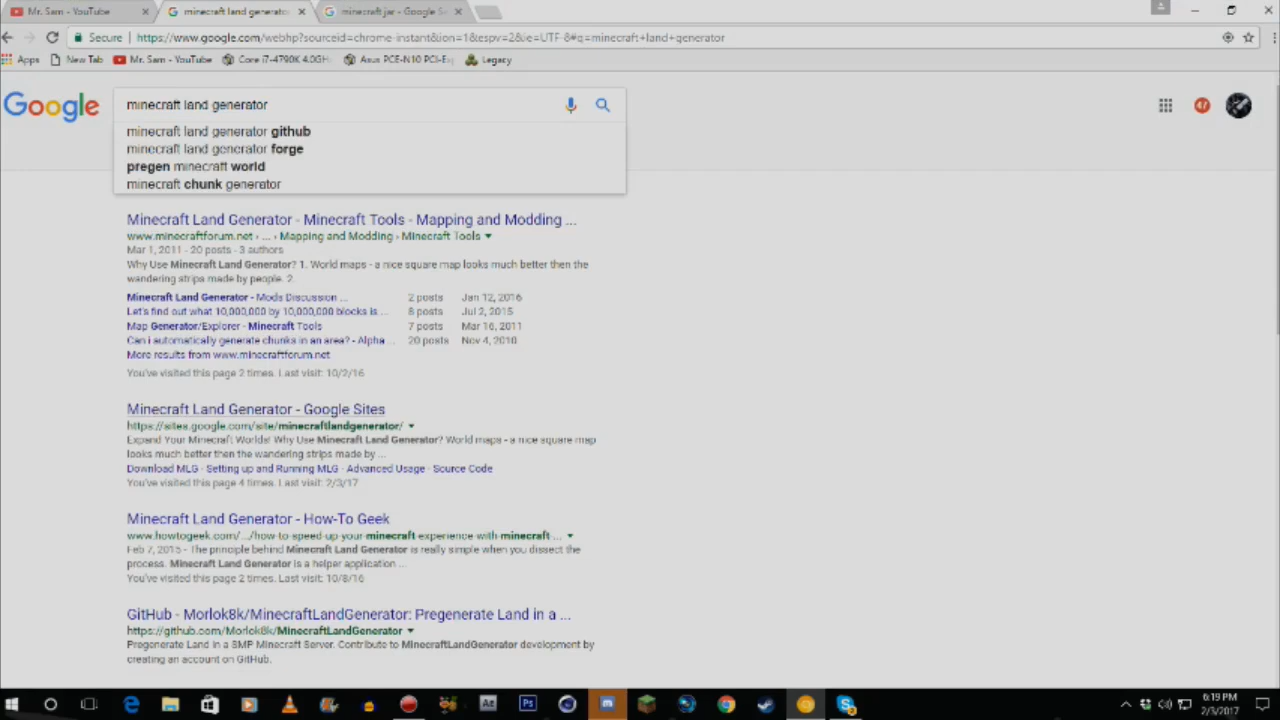 Mr. Sam - YouTube
minecraft land generator
minecraft jar - Google Se
Secure
https://www.google.com/webhp?sourceid=chrome-instant&ion=1&espv=2&ie=UTF-8#q=minecraft+land+generator
Apps
New Tab
Mr. Sam - YouTube
Core i7-4790K 4.0GH
Asus PCE-N10 PCI-Exp
Legacy
Google
minecraft land generator
minecraft land generator github
minecraft land generator forge
pregen minecraft world
minecraft chunk generator
Minecraft Land Generator - Minecraft Tools - Mapping and Modding ...
www.minecraftforum.net › ... › Mapping and Modding › Minecraft Tools
Mar 1, 2011 - 20 posts - 3 authors
Why Use Minecraft Land Generator? 1. World maps - a nice square map looks much better then the
wandering strips made by people. 2.
Minecraft Land Generator - Mods Discussion ... 2 posts Jan 12, 2016
Let's find out what 10,000,000 by 10,000,000 blocks is ... 8 posts Jul 2, 2015
Map Generator/Explorer - Minecraft Tools 7 posts Mar 16, 2011
Can i automatically generate chunks in an area? - Alpha ... 20 posts Nov 4, 2010
More results from www.minecraftforum.net
You've visited this page 2 times. Last visit: 10/2/16
Minecraft Land Generator - Google Sites
https://sites.google.com/site/minecraftlandgenerator/
Expand Your Minecraft Worlds! Why Use Minecraft Land Generator? World maps - a nice square map
looks much better then the wandering strips made by ...
Download MLG · Setting up and Running MLG · Advanced Usage · Source Code
You've visited this page 4 times. Last visit: 2/3/17
Minecraft Land Generator - How-To Geek
www.howtogeek.com/.../how-to-speed-up-your-minecraft-experience-with-minecraft-...
Feb 7, 2015 - The principle behind Minecraft Land Generator is really simple when you dissect the
process. Minecraft Land Generator is a helper application ...
You've visited this page 2 times. Last visit: 10/8/16
GitHub - Morlok8k/MinecraftLandGenerator: Pregenerate Land in a ...
https://github.com/Morlok8k/MinecraftLandGenerator
Pregenerate Land in a SMP Minecraft Server. Contribute to MinecraftLandGenerator development by
creating an account on GitHub.
Ae
Ps
6:19 PM
2/3/2017